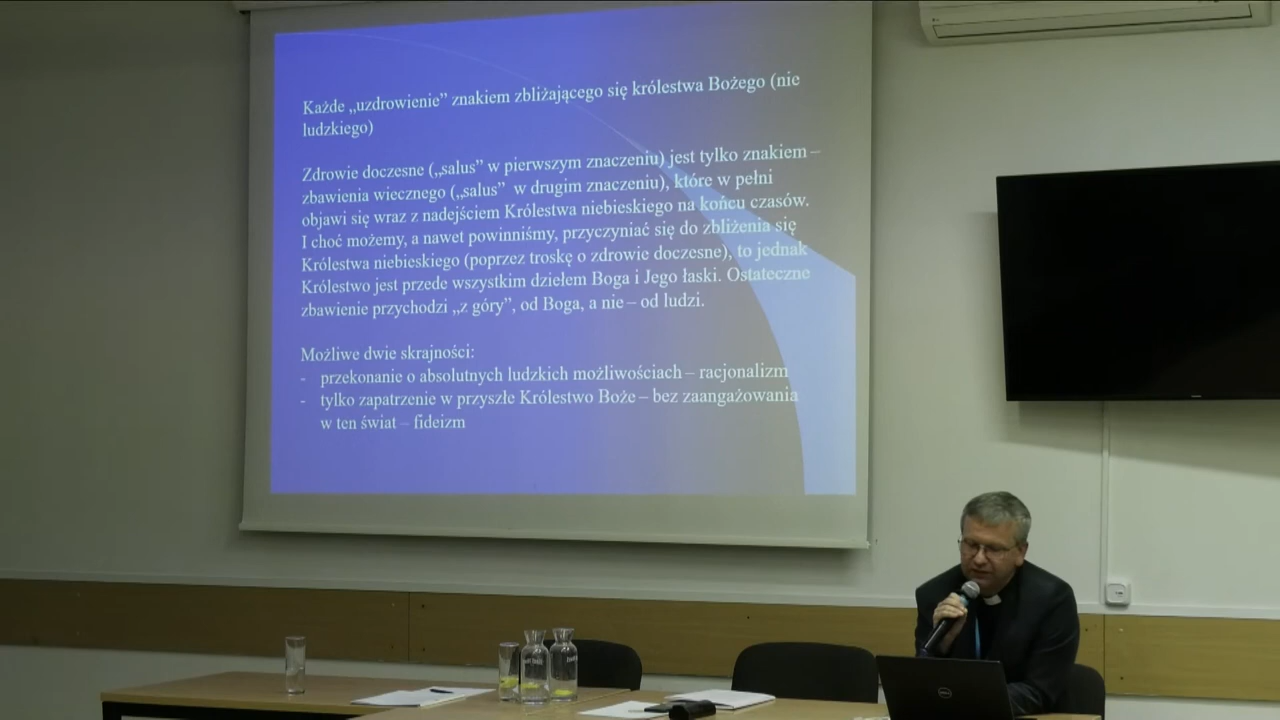 Każde „uzdrowienie” znakiem zbliżającego się królestwa Bożego (nie
ludzkiego)
Zdrowie doczesne („salus” w pierwszym znaczeniu) jest tylko znakiem –
zbawienia wiecznego („salus” w drugim znaczeniu), które w pełni
objawi się wraz z nadejściem Królestwa niebieskiego na końcu czasów.
I choć możemy, a nawet powinniśmy, przyczyniać się do zbliżenia się
Królestwa niebieskiego (poprzez troskę o zdrowie doczesne), to jednak
Królestwo jest przede wszystkim dziełem Boga i Jego łaski. Ostateczne
zbawienie przychodzi „z góry”, od Boga, a nie – od ludzi.
Możliwe dwie skrajności:
- przekonanie o absolutnych ludzkich możliwościach – racjonalizm
- tylko zapatrzenie w przyszłe Królestwo Boże – bez zaangażowania
w ten świat – fideizm
DELL